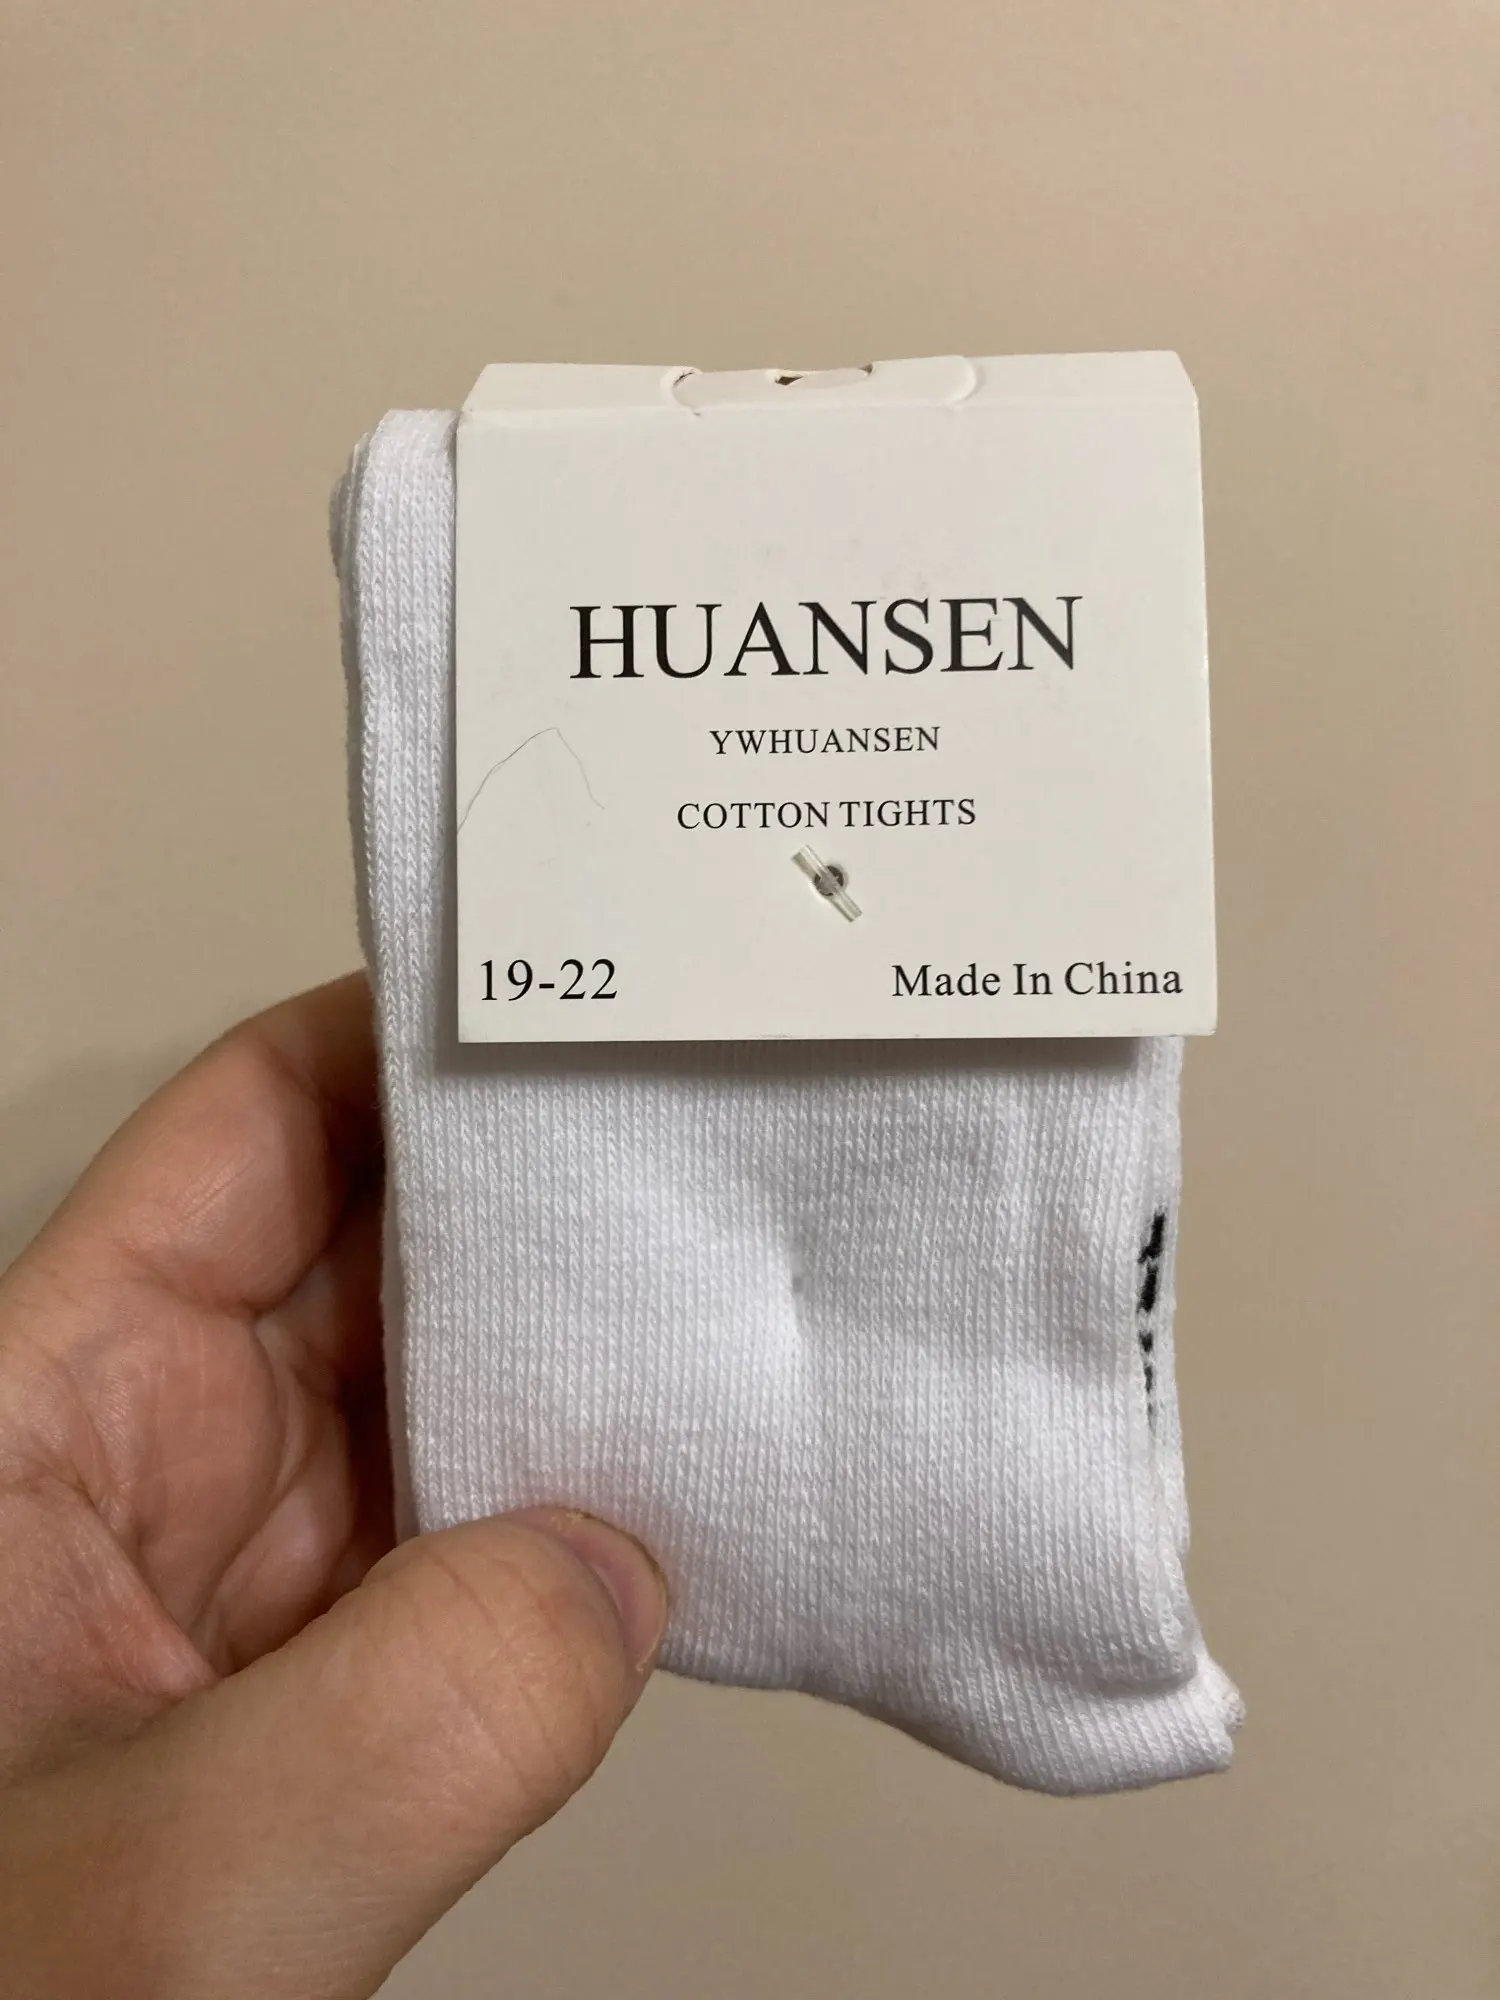 HUANSEN
YWHUANSEN
COTTON TIGHTS
19-22
Made In China